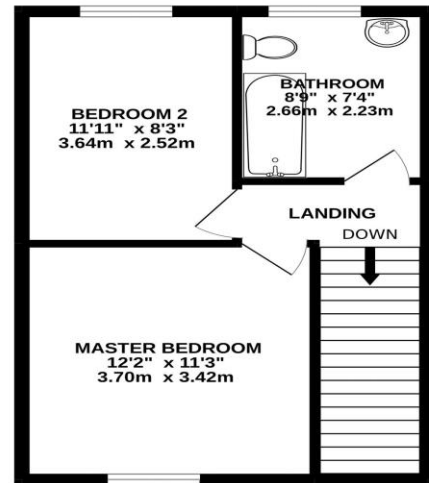 BEDROOM 2
11'11" x 8'3"
3.64m x 2.52m
BATHROOM
8'9" x 7'4"
2.66m x 2.23m
LANDING
DOWN
MASTER BEDROOM
12'2" x 11'3"
3.70m x 3.42m